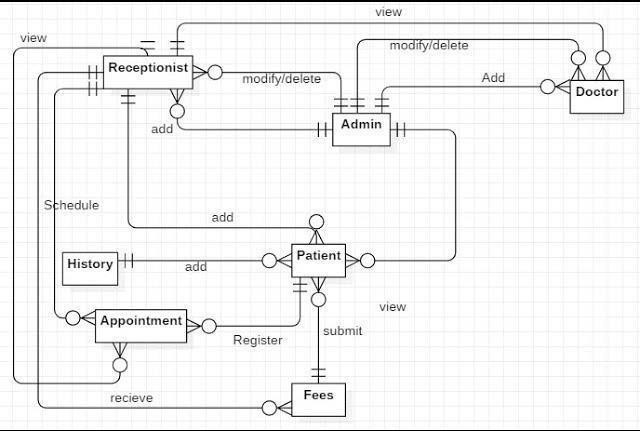 view
view
modify/delete
Receptionist
modify/delete
Add
Doctor
Admin
add
Schedule
add
History
add
Patient
view
Appointment
Register
submit
recieve
Fees